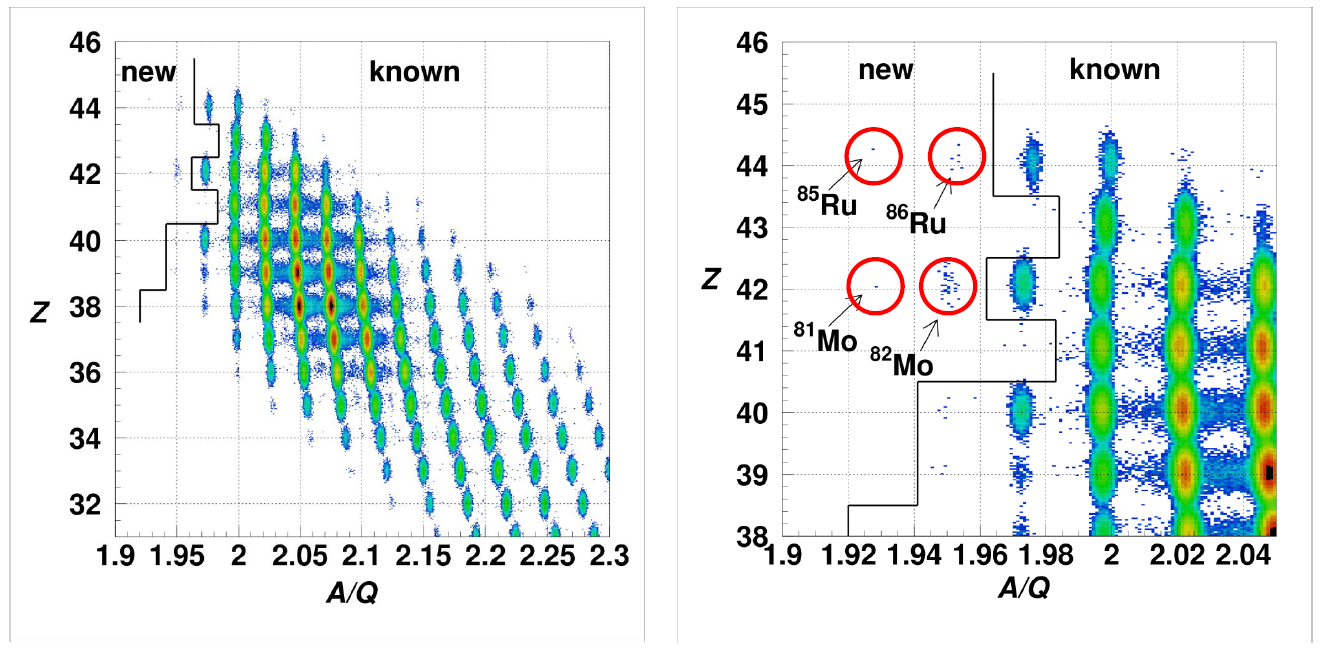 46
44
42
40
38
36
34
32
Z
new
known
1.9 1.95 2 2.05 2.1 2.15 2.2 2.25 2.3
A/Q
46
45
44
43
42
41
40
39
38
Z
new
known
85Ru
86Ru
81Mo
82Mo
1.9 1.92 1.94 1.96 1.98 2 2.02 2.04
A/Q